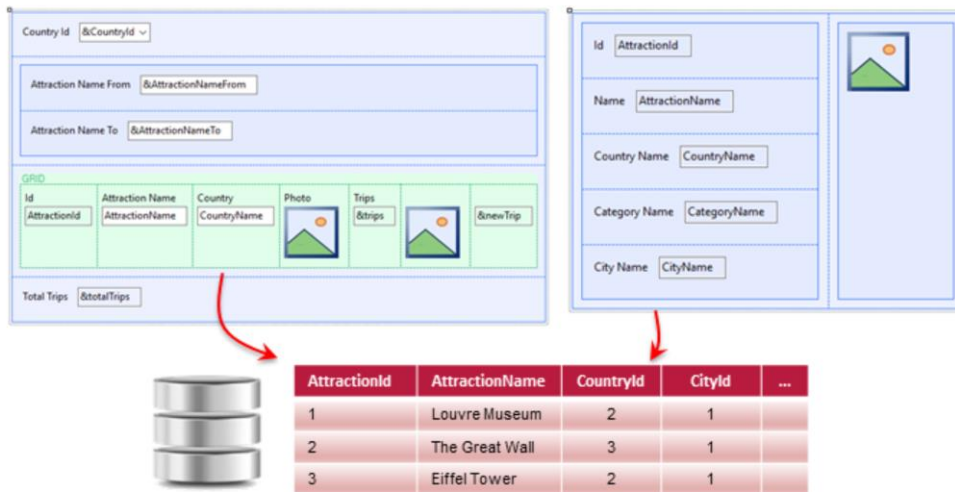 Country Id &CountryId
Attraction Name From &AttractionNameFrom
Attraction Name To &AttractionNameTo
GRID
Id Attraction Name Country Photo Trips
AttractionId AttractionName CountryName &trips &newTrip
Total Trips &totalTrips
Id AttractionId
Name AttractionName
Country Name CountryName
Category Name CategoryName
City Name CityName
AttractionId AttractionName CountryId CityId ...
1 Louvre Museum 2 1
2 The Great Wall 3 1
3 Eiffel Tower 2 1